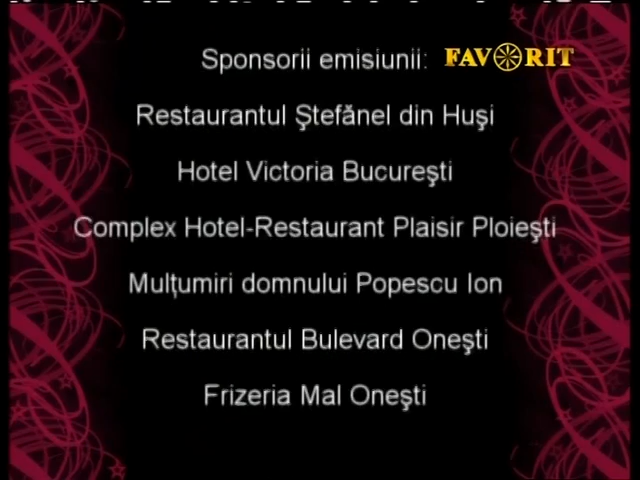 Sponsorii emisiunii:
FAVORIT
Restaurantul Ştefănel din Huşi
Hotel Victoria Bucureşti
Complex Hotel-Restaurant Plaisir Ploieşti
Mulţumiri domnului Popescu Ion
Restaurantul Bulevard Oneşti
Frizeria Mal Oneşti